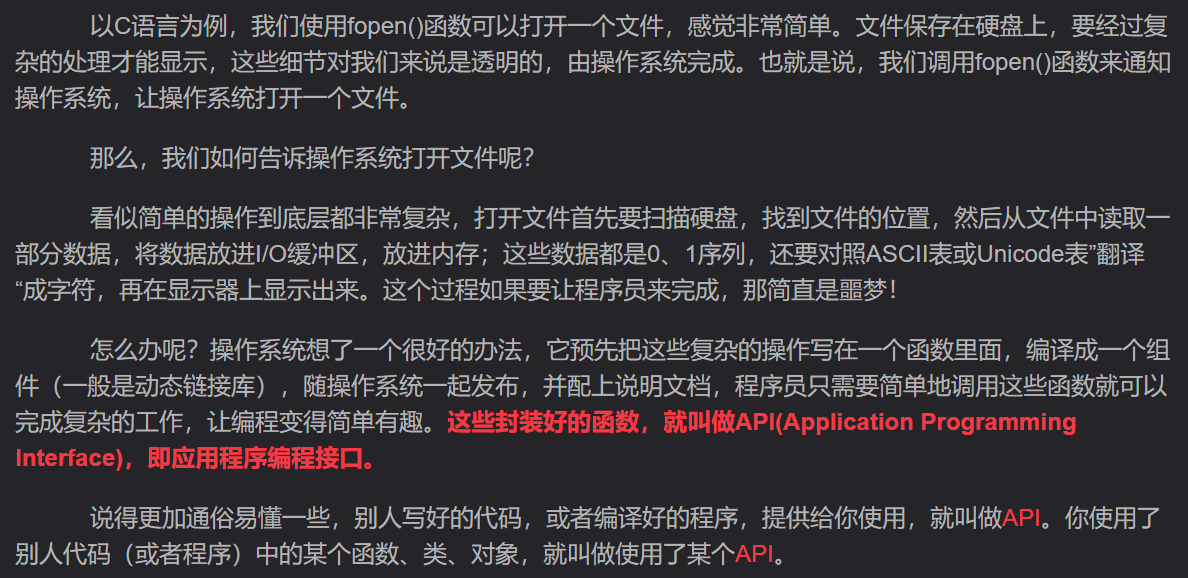 以C语言为例，我们使用fopen()函数可以打开一个文件，感觉非常简单。文件保存在硬盘上，要经过复
杂的处理才能显示，这些细节对我们来说是透明的，由操作系统完成。也就是说，我们调用fopen()函数来通知
操作系统，让操作系统打开一个文件。
那么，我们如何告诉操作系统打开文件呢？
看似简单的操作到底层都非常复杂，打开文件首先要扫描硬盘，找到文件的位置，然后从文件中读取一
部分数据，将数据放进I/O缓冲区，放进内存；这些数据都是0、1序列，还要对照ASCII表或Unicode表”翻译
“成字符，再在显示器上显示出来。这个过程如果要让程序员来完成，那简直是噩梦！
怎么办呢？操作系统想了一个很好的办法，它预先把这些复杂的操作写在一个函数里面，编译成一个组
件（一般是动态链接库），随操作系统一起发布，并配上说明文档，程序员只需要简单地调用这些函数就可以
完成复杂的工作，让编程变得简单有趣。这些封装好的函数，就叫做API(Application Programming
Interface)，即应用程序编程接口。
说得更加通俗易懂一些，别人写好的代码，或者编译好的程序，提供给你使用，就叫做API。你使用了
别人代码（或者程序）中的某个函数、类、对象，就叫做使用了某个API。